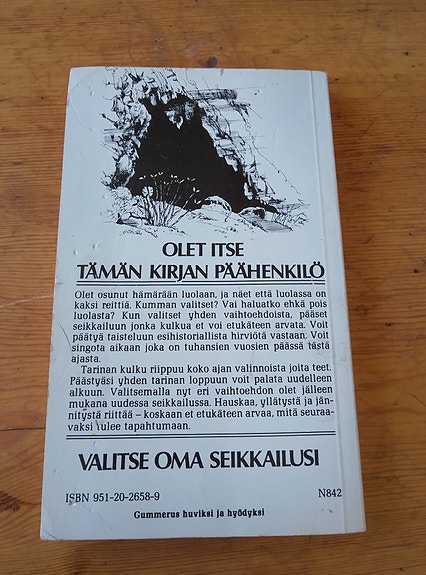 OLET ITSE
TÄMÄN KIRJAN PÄÄHENKILÖ
Olet osunut hämärään luolaan, ja näet että luolassa on
kaksi reittiä. Kumman valitset? Vai haluatko ehkä pois
luolasta? Kun valitset yhden vaihtoehdoista, pääset
seikkailuun jonka kulkua et voi etukäteen arvata. Voit
päätyä taisteluun esihistoriallista hirviötä vastaan; Voit
singota aikaan joka on tuhansien vuosien päässä tästä
ajasta.
Tarinan kulku riippuu koko ajan valinnoista joita teet.
Päästyäsi yhden tarinan loppuun voit palata uudelleen
alkuun. Valitsemalla nyt eri vaihtoehdon olet jälleen
mukana uudessa seikkailussa. Hauskaa, yllätystä ja jän-
nitystä riittää – koskaan et etukäteen arvaa, mitä seuraa-
vaksi tulee tapahtumaan.
VALITSE OMA SEIKKAILUSI
ISBN 951-20-2658-9 N842
Gummerus huviksi ja hyödyksi